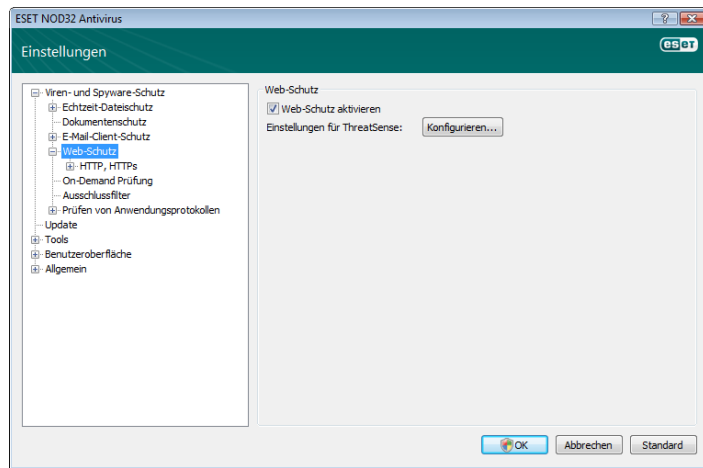 ESET NOD32 Antivirus
Einstellungen
eset
Viren- und Spyware-Schutz
Echtzeit-Dateischutz
Dokumentenschutz
E-Mail-Client-Schutz
Web-Schutz
HTTP, HTTPs
On-Demand Prüfung
Ausschlussfilter
Prüfen von Anwendungsprotokollen
Update
Tools
Benutzeroberfläche
Allgemein
Web-Schutz
Web-Schutz aktivieren
Einstellungen für ThreatSense: Konfigurieren...
OK Abbrechen Standard